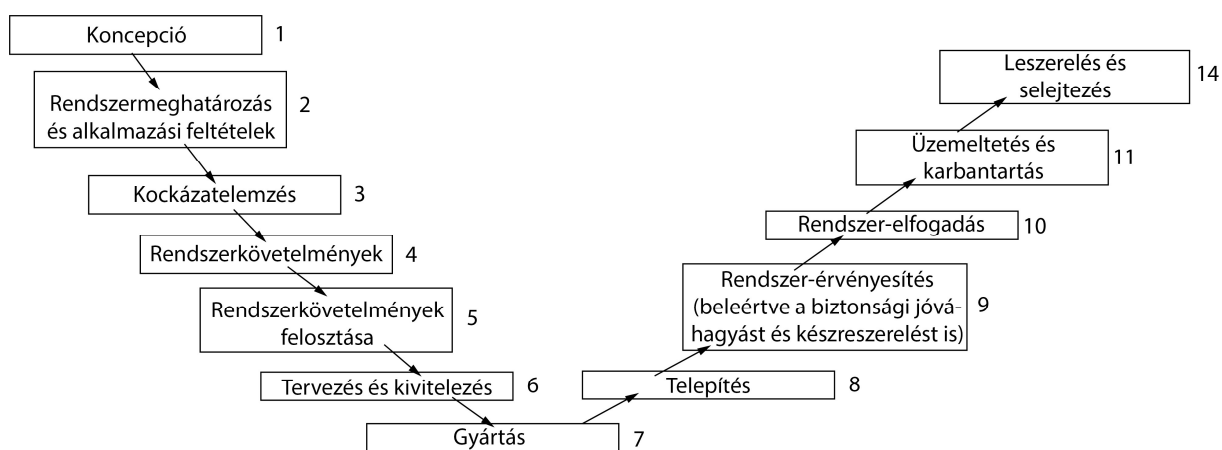 Koncepció 1
Rendszermeghatározás
és alkalmazási feltételek
2
Kockázatelemzés 3
Rendszerkövetelmények 4
Rendszerkövetelmények
felosztása
5
Tervezés és kivitelezés 6
Gyártás 7
Telepítés 8
Rendszer-érvényesítés
(beleértve a biztonsági jóvá-
hagyást és készreszerelést is)
9
Rendszer-elfogadás 10
Üzemeltetés és
karbantartás
11
Leszerelés és
selejtezés
14